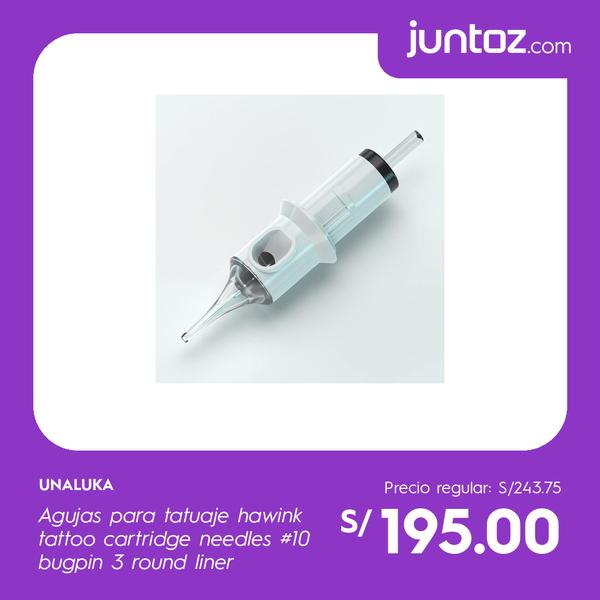 juntoz.com
UNALUKA
Agujas para tatuaje hawink
tattoo cartridge needles #10
bugpin 3 round liner
Precio regular: S/243.75
S/195.00